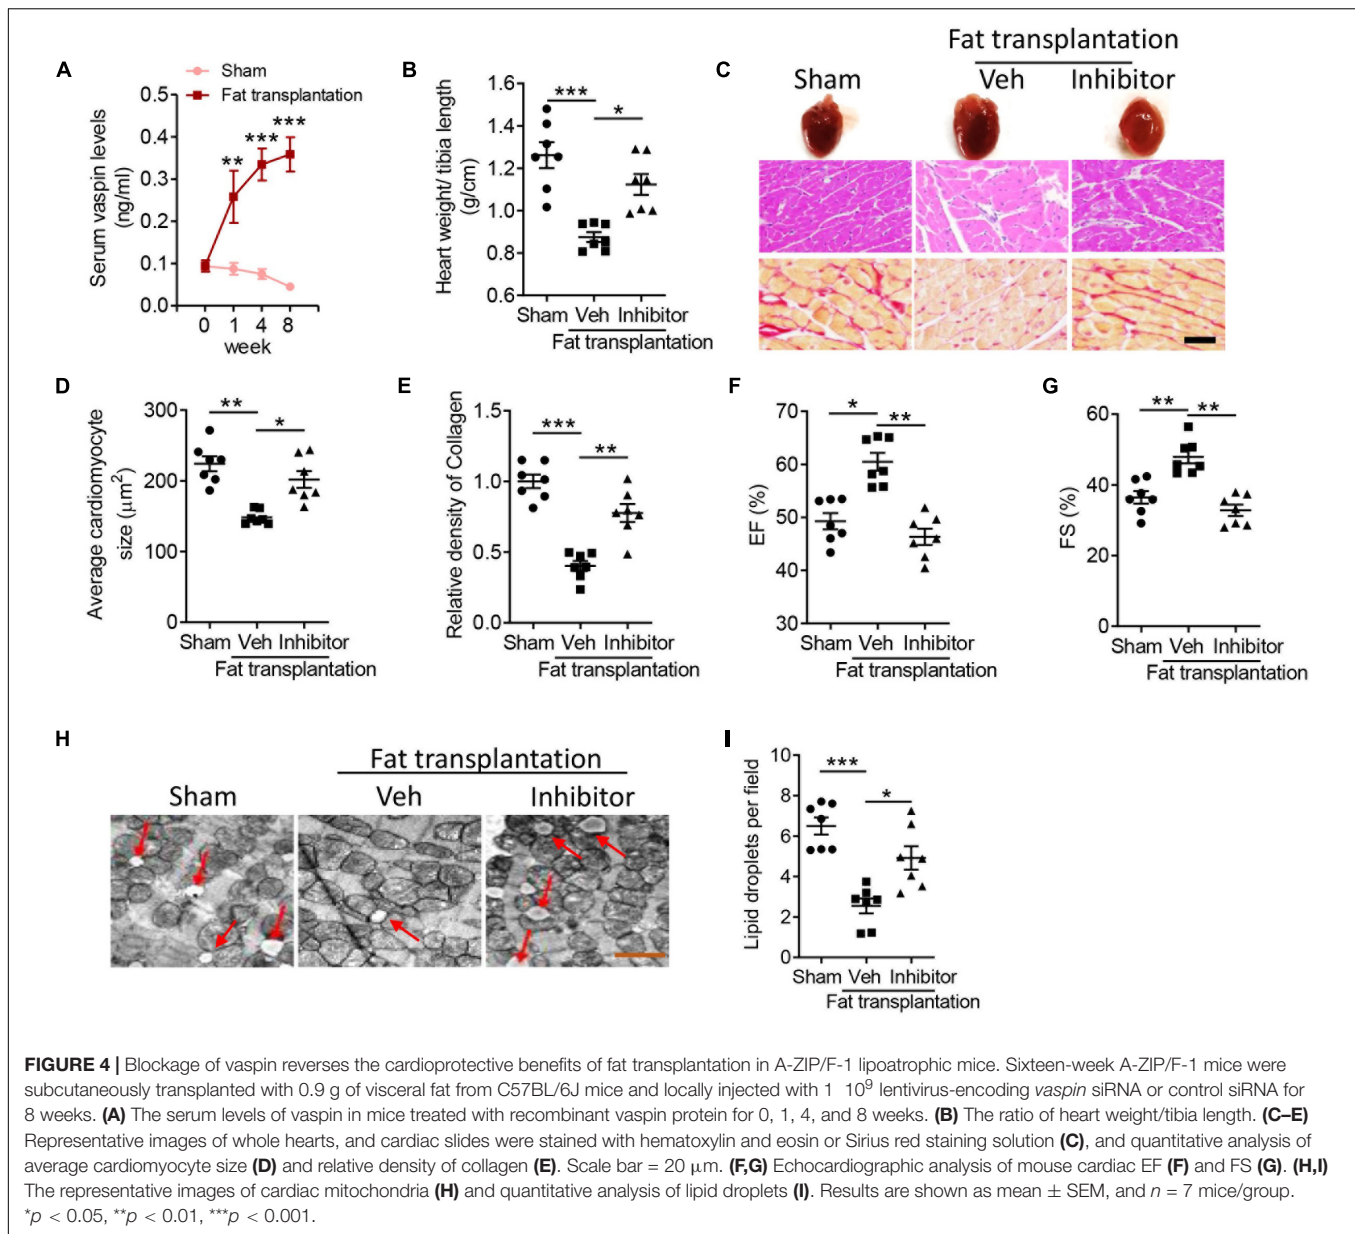 A
Sham
Fat transplantation
Serum vaspin levels
(ng/ml)
0.5
0.4
0.3
0.2
0.1
0.0
**
***
***
0 1 4 8
week
B
Heart weight/ tibia length
(g/cm)
1.6
1.4
1.2
1.0
0.8
0.6
***
*
Sham Veh Inhibitor
Fat transplantation
C
Fat transplantation
Sham Veh Inhibitor
D
Average cardiomyocyte
size (μm²)
300
200
100
0
**
*
Sham Veh Inhibitor
Fat transplantation
E
Relative density of Collagen
1.5
1.0
0.5
0.0
***
**
Sham Veh Inhibitor
Fat transplantation
F
EF (%)
70
60
50
40
30
*
**
Sham Veh Inhibitor
Fat transplantation
G
FS (%)
60
40
20
0
**
**
Sham Veh Inhibitor
Fat transplantation
H
Fat transplantation
Sham Veh Inhibitor
I
Lipid droplets per field
10
8
6
4
2
0
***
*
Sham Veh Inhibitor
Fat transplantation
FIGURE 4 | Blockage of vaspin reverses the cardioprotective benefits of fat transplantation in A-ZIP/F-1 lipoatrophic mice. Sixteen-week A-ZIP/F-1 mice were
subcutaneously transplanted with 0.9 g of visceral fat from C57BL/6J mice and locally injected with 1 10⁹ lentivirus-encoding vaspin siRNA or control siRNA for
8 weeks. (A) The serum levels of vaspin in mice treated with recombinant vaspin protein for 0, 1, 4, and 8 weeks. (B) The ratio of heart weight/tibia length. (C–E)
Representative images of whole hearts, and cardiac slides were stained with hematoxylin and eosin or Sirius red staining solution (C), and quantitative analysis of
average cardiomyocyte size (D) and relative density of collagen (E). Scale bar = 20 μm. (F,G) Echocardiographic analysis of mouse cardiac EF (F) and FS (G). (H,I)
The representative images of cardiac mitochondria (H) and quantitative analysis of lipid droplets (I). Results are shown as mean ± SEM, and n = 7 mice/group.
*p < 0.05, **p < 0.01, ***p < 0.001.